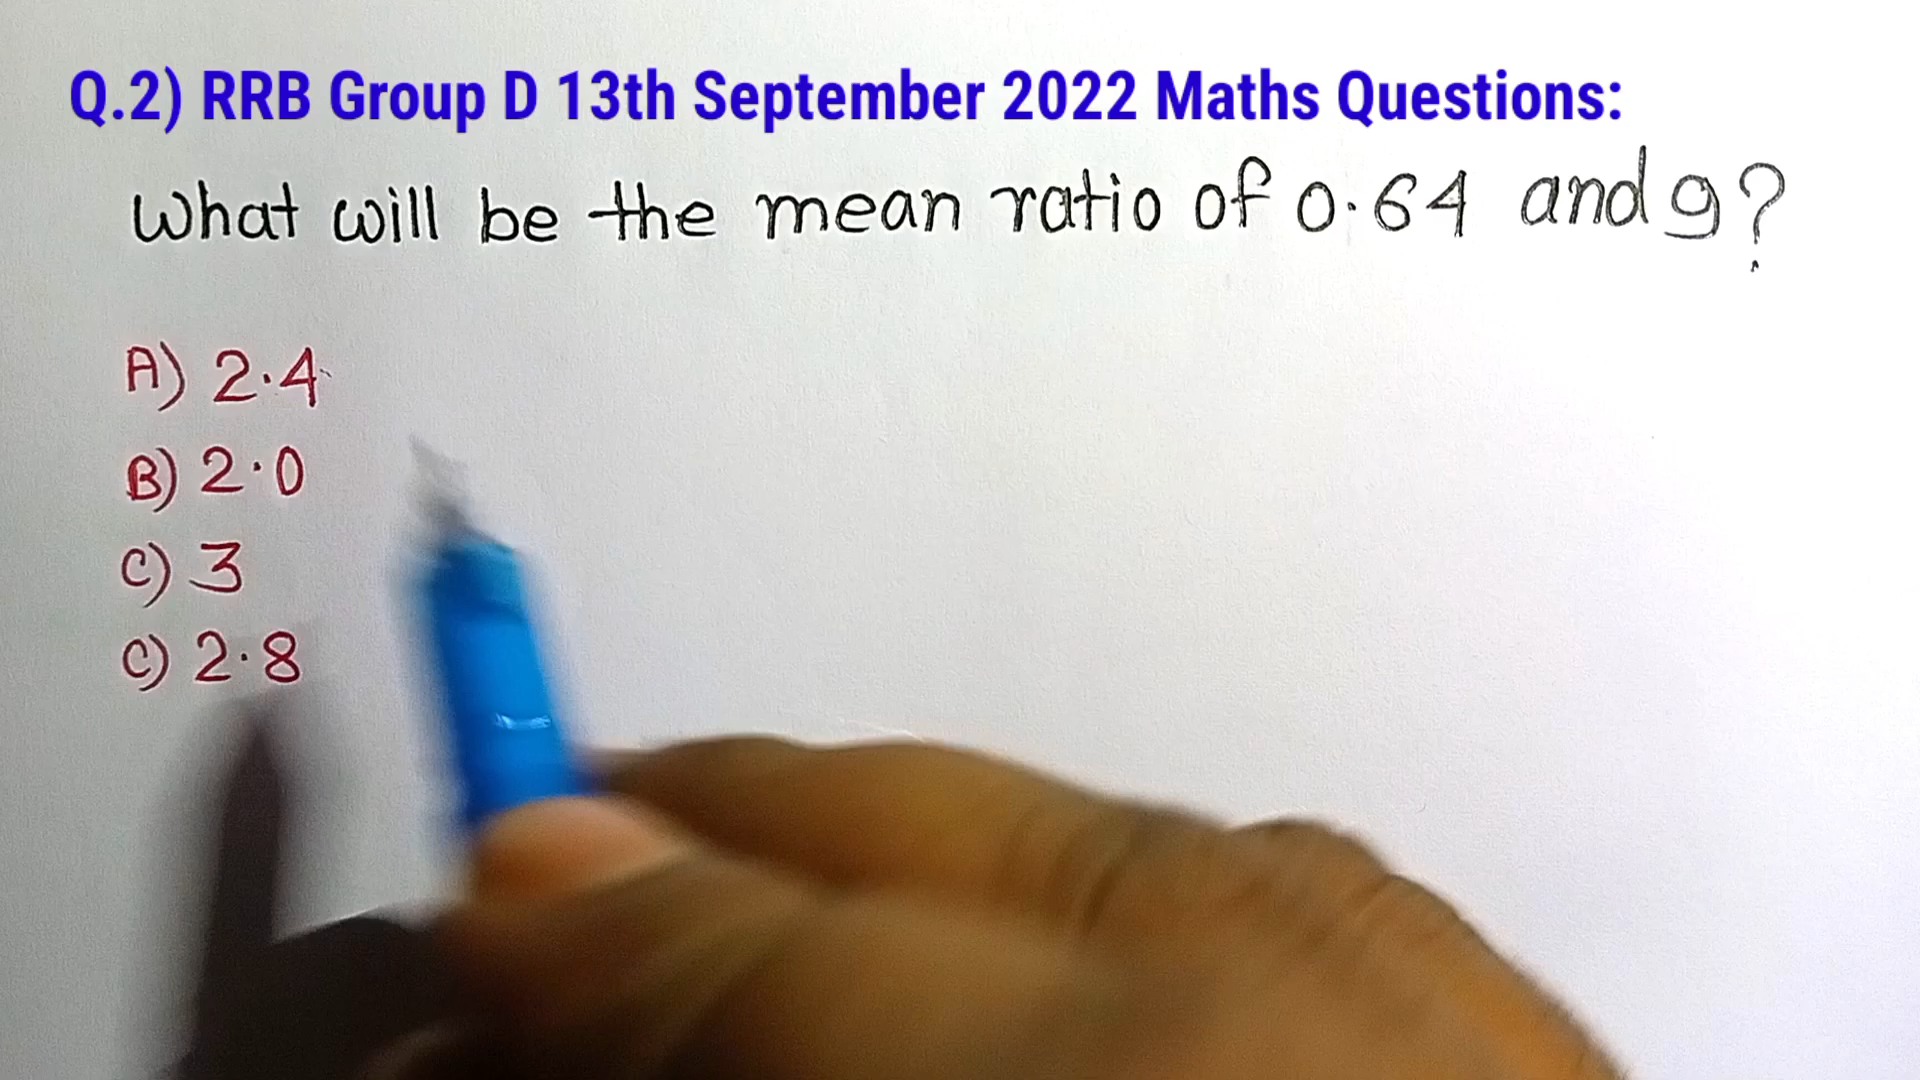 Q.2) RRB Group D 13th September 2022 Maths Questions:
What will be the mean ratio of 0.64 and 9?
A) 2.4
B) 2.0
C) 3
C) 2.8